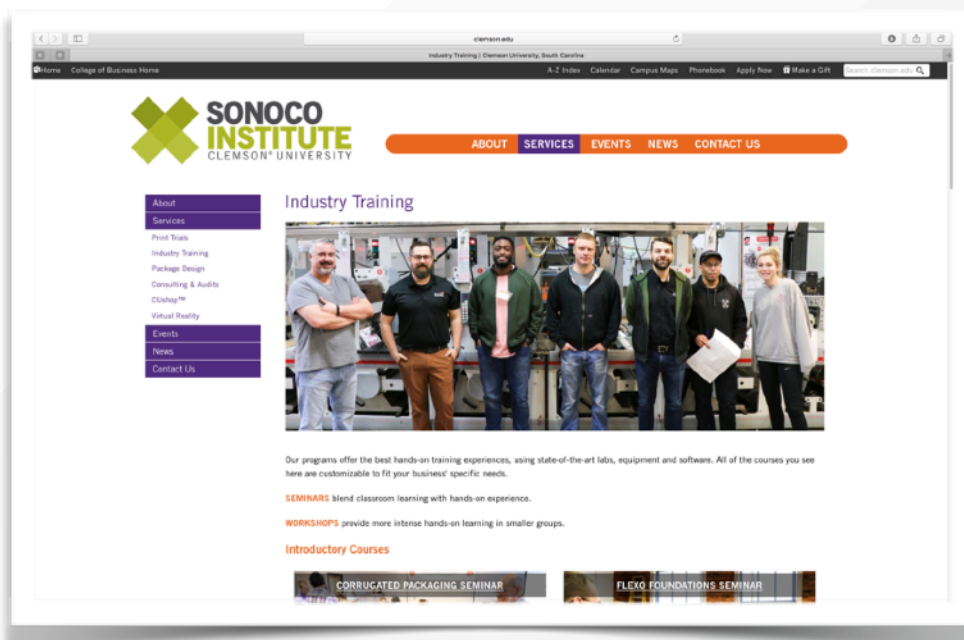 clemson.edu
Industry Training | Clemson University, South Carolina
Home College of Business Home A-Z Index Calendar Campus Maps Phonebook Apply Now Make a Gift Search clemson.edu
SONOCO
INSTITUTE
CLEMSON® UNIVERSITY
ABOUT SERVICES EVENTS NEWS CONTACT US
About
Services
Print Trials
Industry Training
Package Design
Consulting & Audits
CUshop™
Virtual Reality
Events
News
Contact Us
Industry Training
Our programs offer the best hands-on training experiences, using state-of-the-art labs, equipment and software. All of the courses you see
here are customizable to fit your business' specific needs.
SEMINARS blend classroom learning with hands-on experience.
WORKSHOPS provide more intense hands-on learning in smaller groups.
Introductory Courses
CORRUGATED PACKAGING SEMINAR
FLEXO FOUNDATIONS SEMINAR